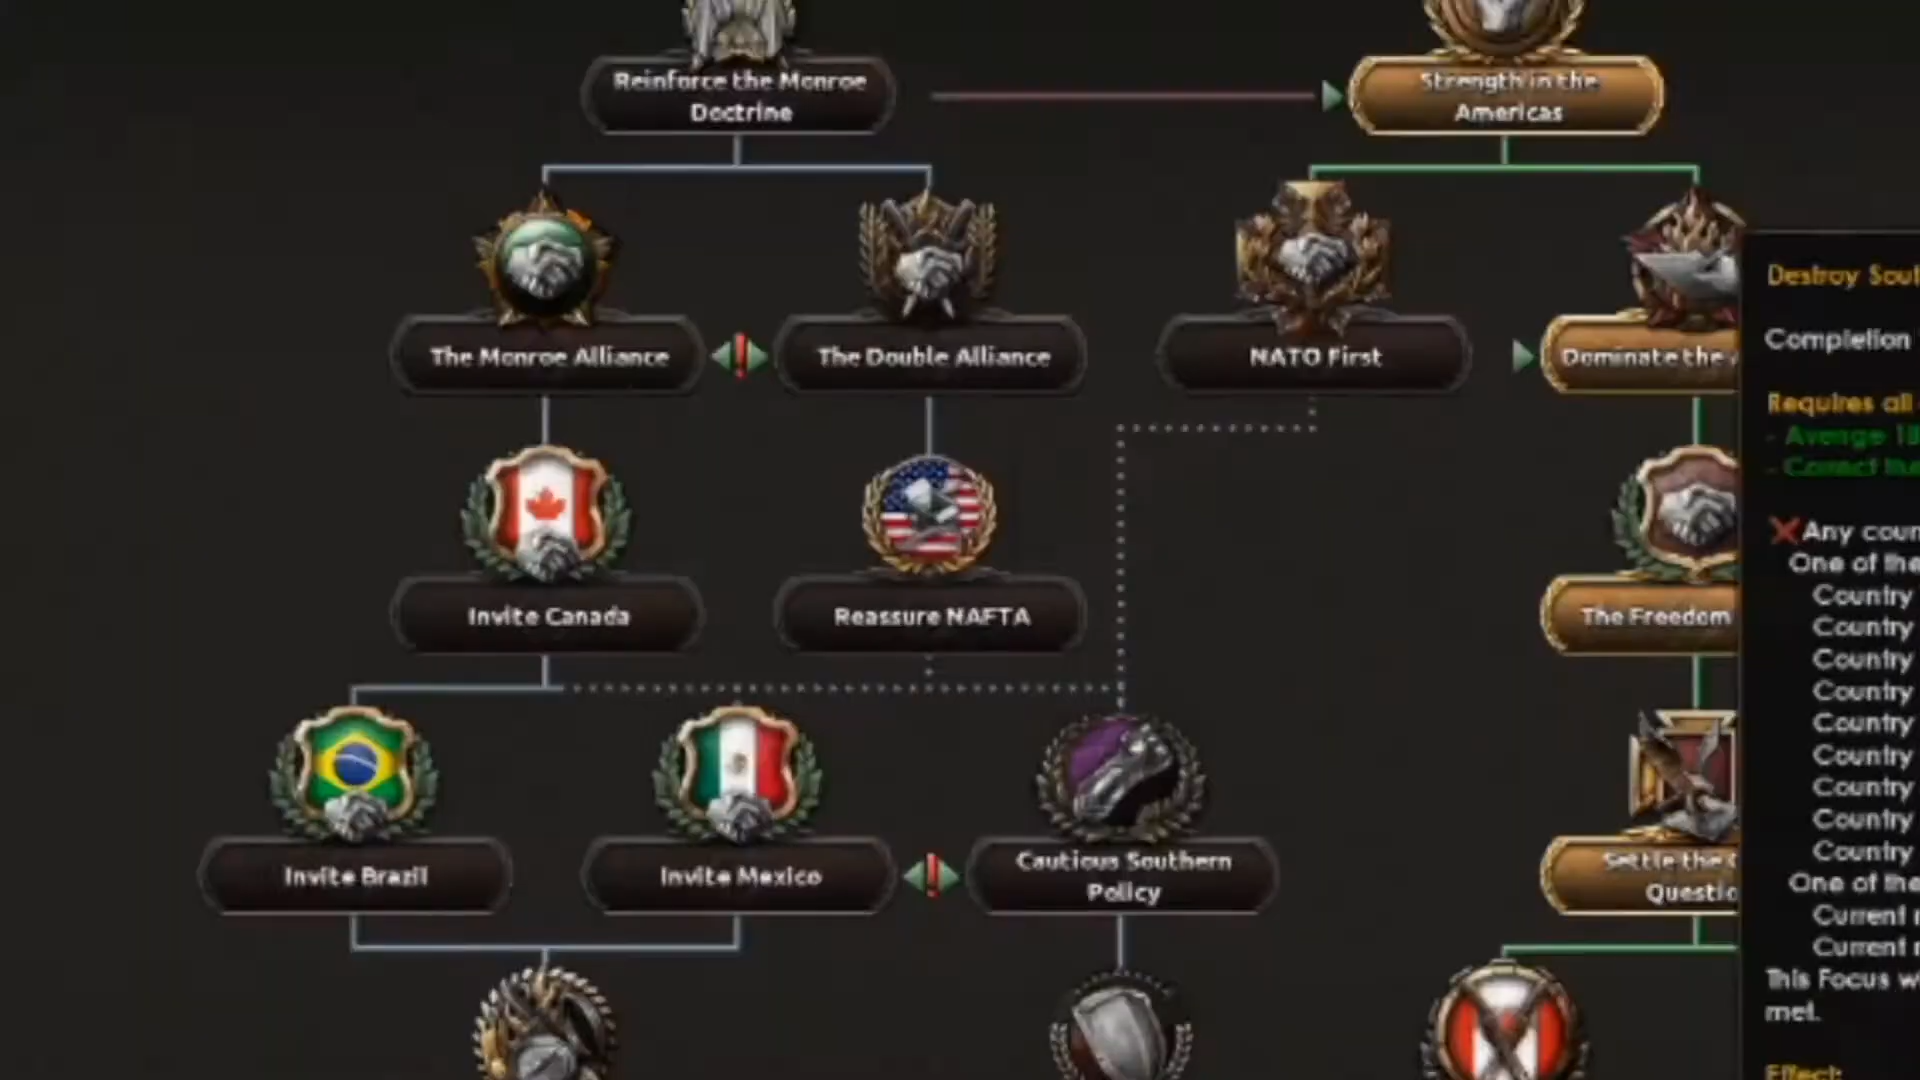 Reinforce the Monroe
Doctrine
Strength in the
Americas
The Monroe Alliance
The Double Alliance
NATO First
Dominate the
Invite Canada
Reassure NAFTA
The Freedom
Invite Brazil
Invite Mexico
Cautious Southern
Policy
Settle the
Destroy
Completion
Requires all
- Avenge
- Correct
Any
One of the
Country
Country
Country
Country
Country
Country
Country
Country
Country
One of the
Current
Current
This Focus
met.
Effect: